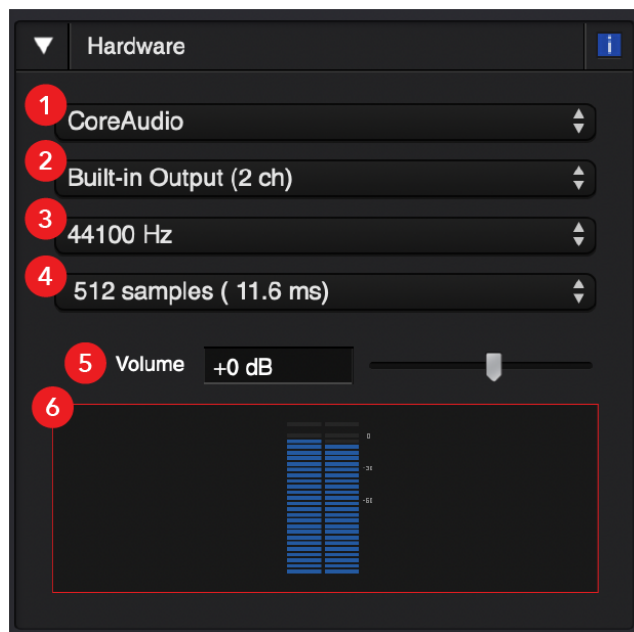 Hardware i
1 CoreAudio
2 Built-in Output (2 ch)
3 44100 Hz
4 512 samples ( 11.6 ms)
5 Volume +0 dB
6
0
-30
-60